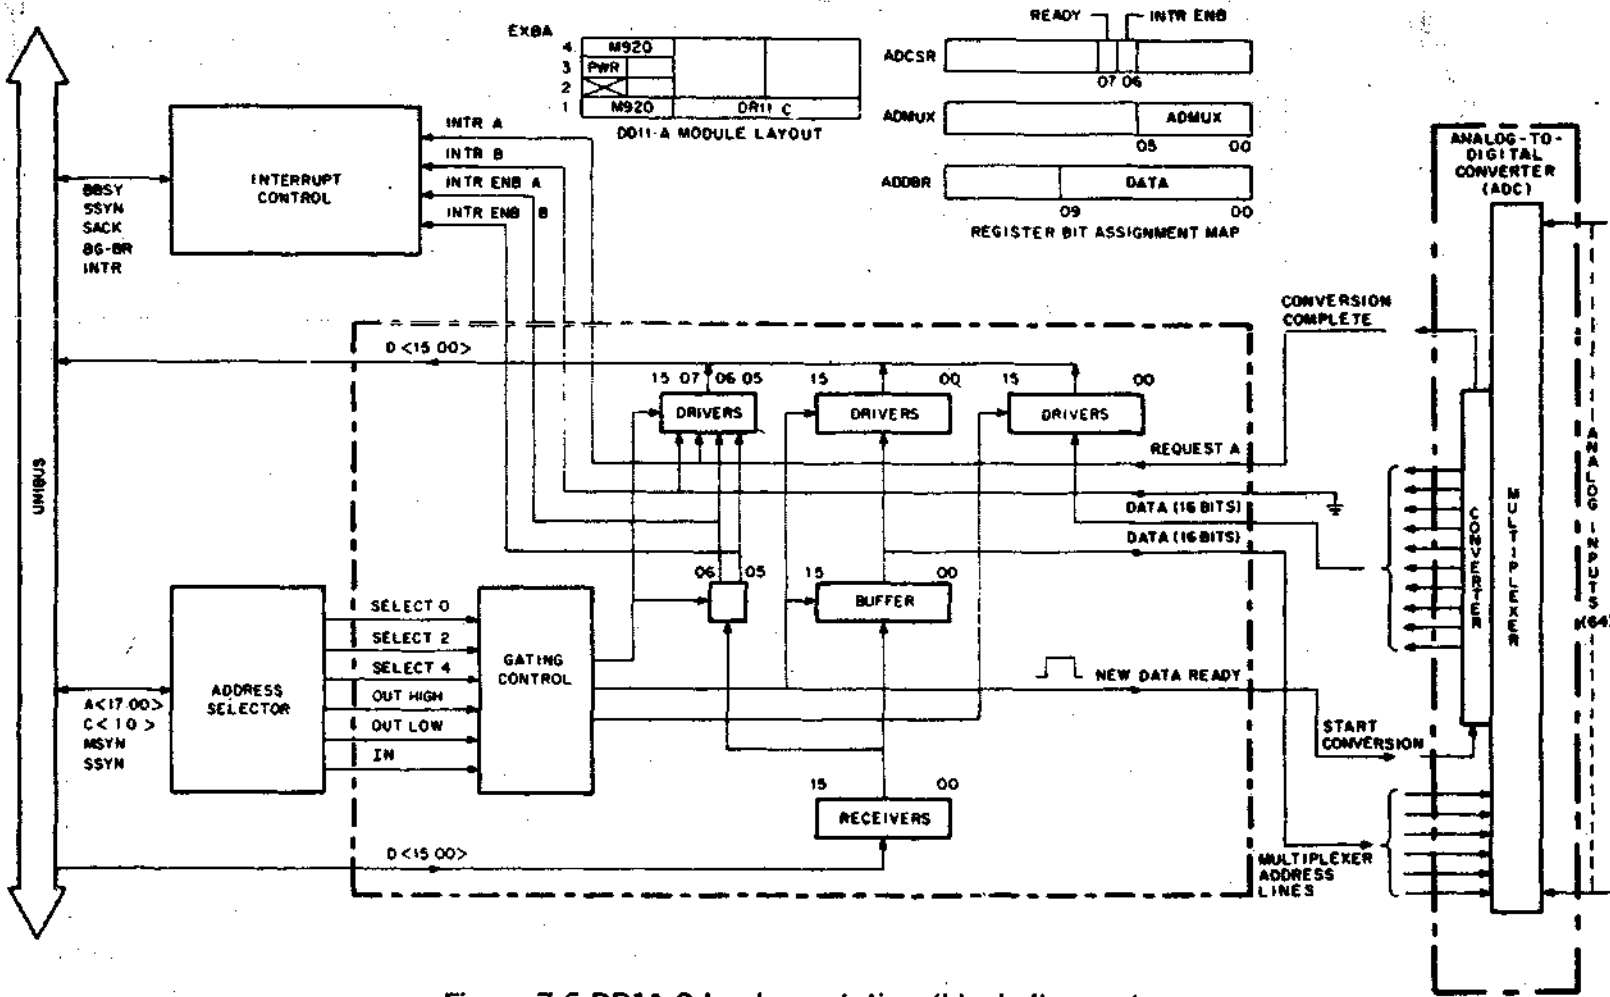 READY
INTR ENB
EXBA
4
M920
3
PWR
2
1
M920
DR11 C
DD11-A MODULE LAYOUT
ADCSR
07 06
ADMUX
ADMUX
05
00
ADDBR
DATA
09
00
REGISTER BIT ASSIGNMENT MAP
INTERRUPT
CONTROL
INTR A
INTR B
INTR ENB A
INTR ENB B
BBSY
SSYN
SACK
BG-BR
INTR
ANALOG-TO-
DIGITAL
CONVERTER
(ADC)
CONVERSION
COMPLETE
D<15 00>
15 07 06 05
15 00
15 00
DRIVERS
DRIVERS
DRIVERS
REQUEST A
DATA (16 BITS)
DATA (16 BITS)
UNIBUS
CONVERTER
MULTIPLEXER
ANALOG INPUTS
(64)
06 05
15 00
BUFFER
SELECT 0
SELECT 2
SELECT 4
OUT HIGH
OUT LOW
IN
GATING
CONTROL
ADDRESS
SELECTOR
A<17 00>
C<1 0>
MSYN
SSYN
NEW DATA READY
START
CONVERSION
15 00
RECEIVERS
D<15 00>
MULTIPLEXER
ADDRESS
LINES